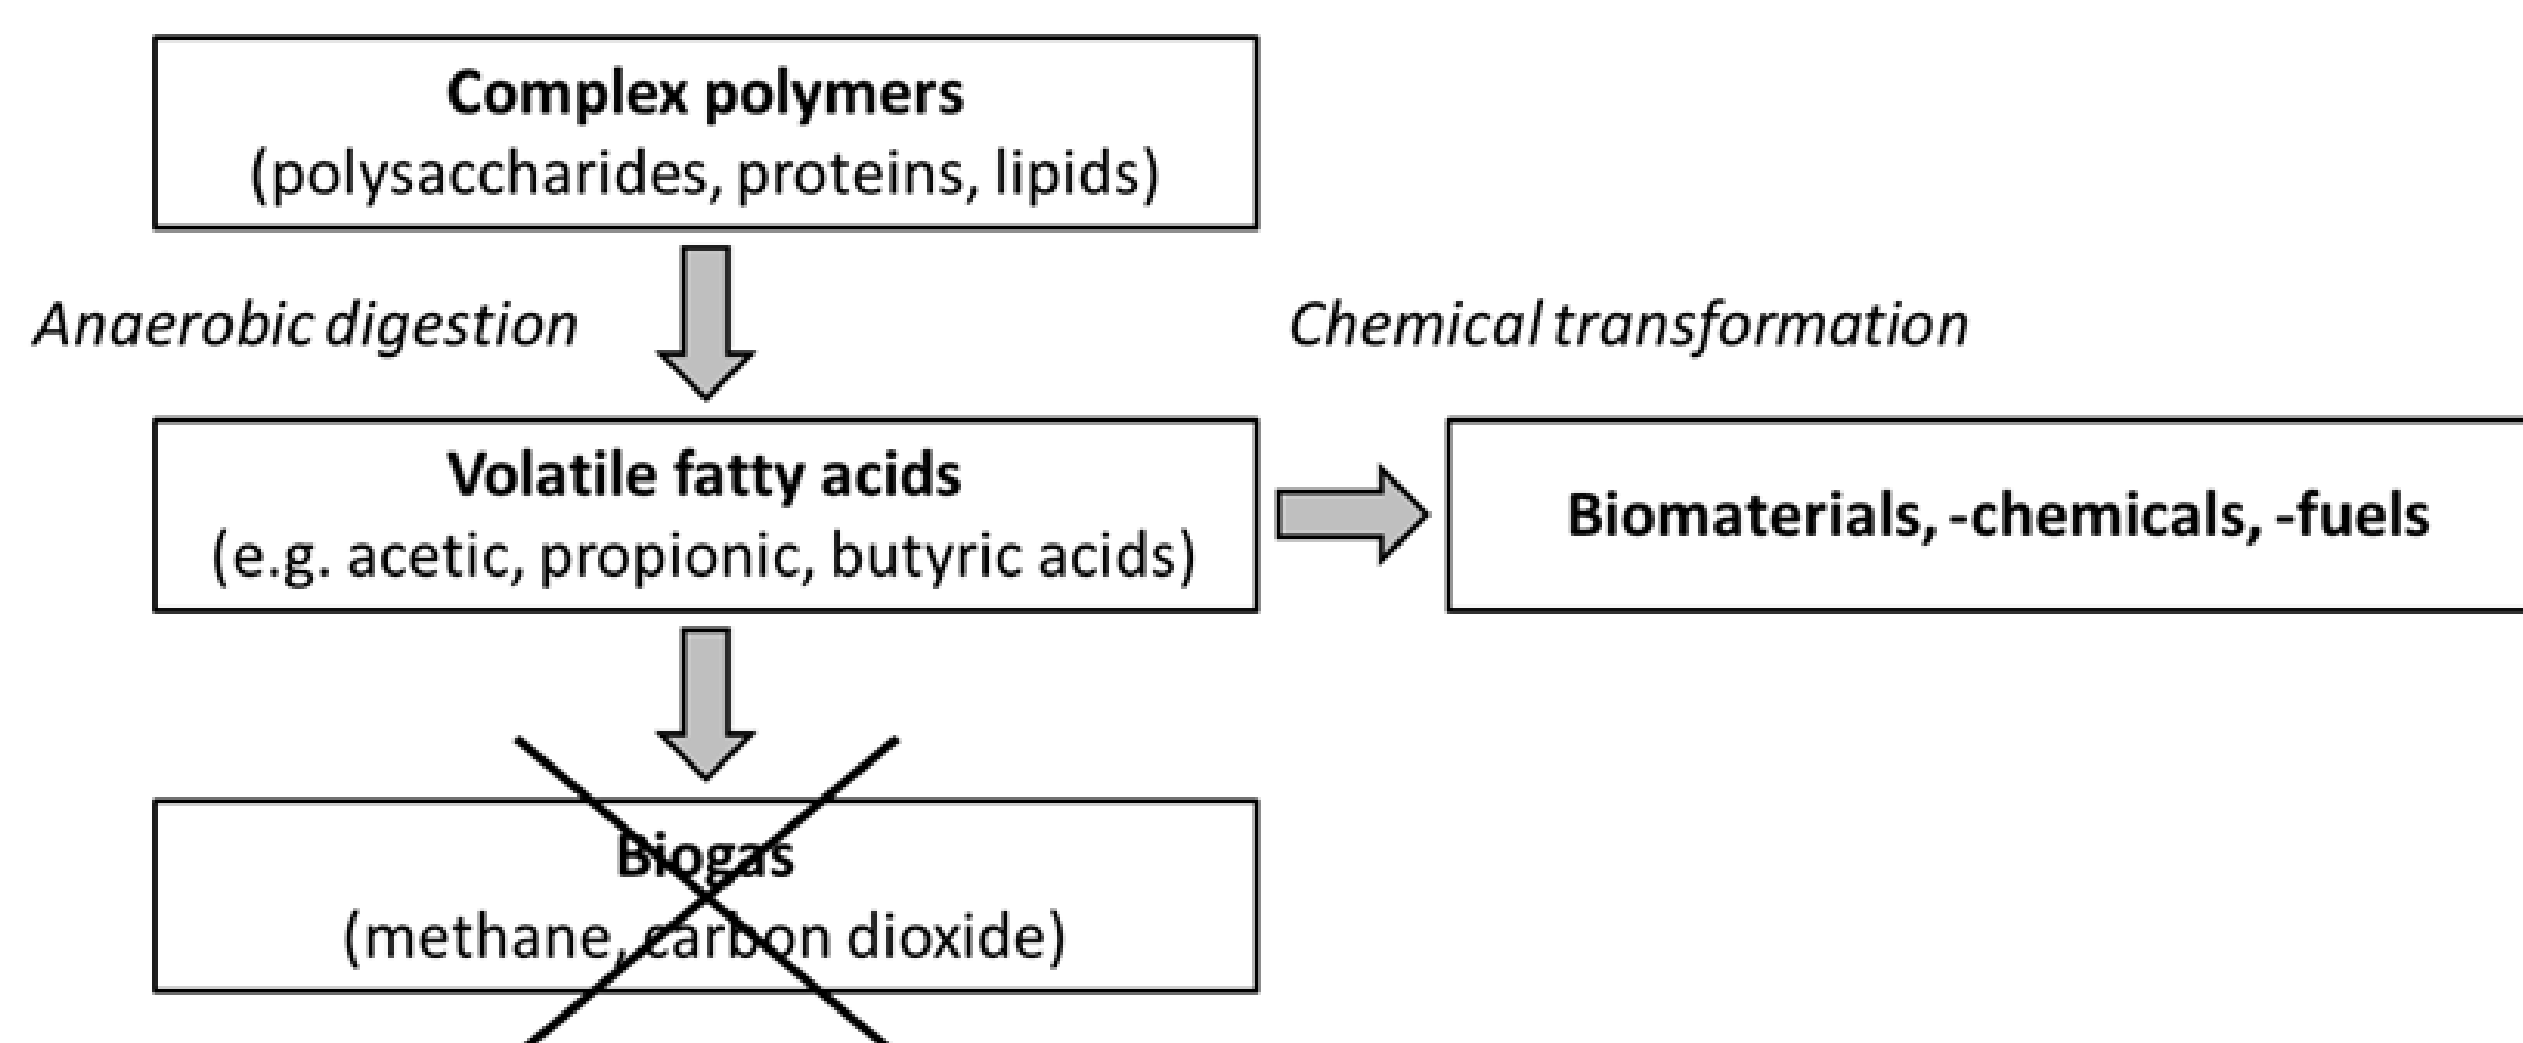 Complex polymers
(polysaccharides, proteins, lipids)
Anaerobic digestion
Chemical transformation
Volatile fatty acids
(e.g. acetic, propionic, butyric acids)
Biomaterials, -chemicals, -fuels
Biogas
(methane, carbon dioxide)